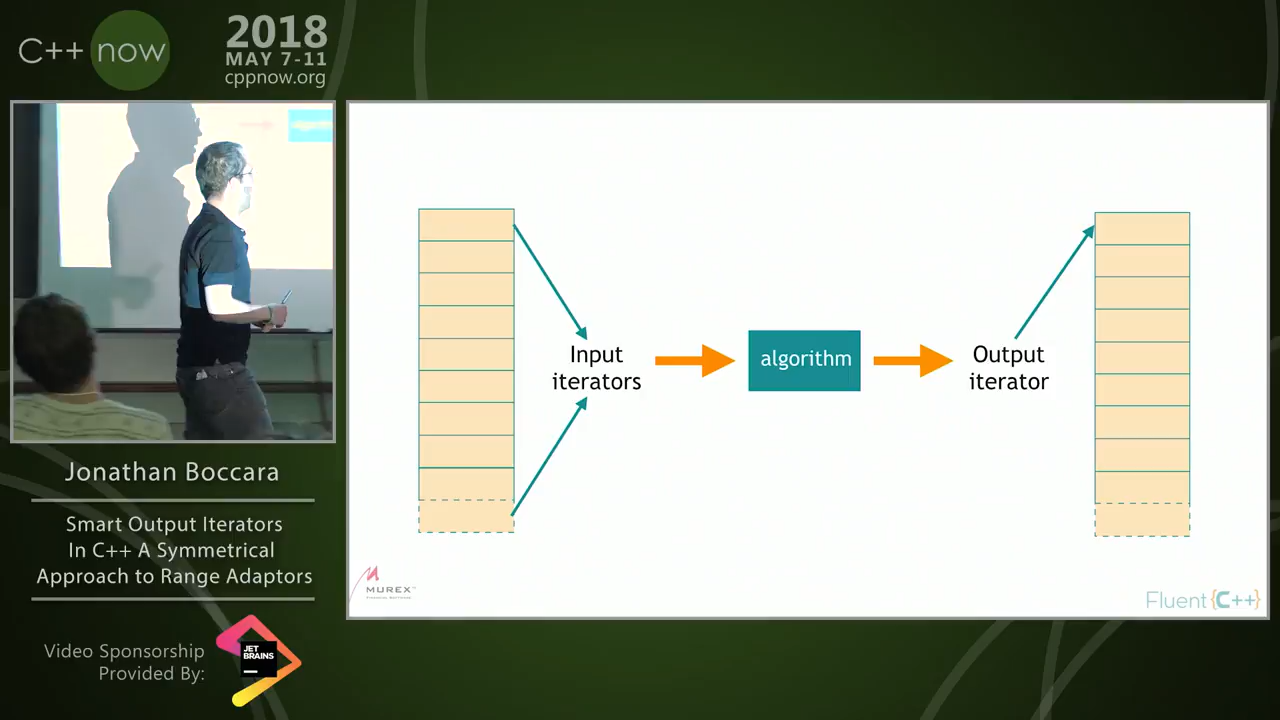 C++ now
2018
MAY 7-11
cppnow.org
Input
iterators
algorithm
Output
iterator
Jonathan Boccara
Smart Output Iterators
In C++ A Symmetrical
Approach to Range Adaptors
Video Sponsorship
Provided By:
JET
BRAINS
MUREX
Fluent {C++}